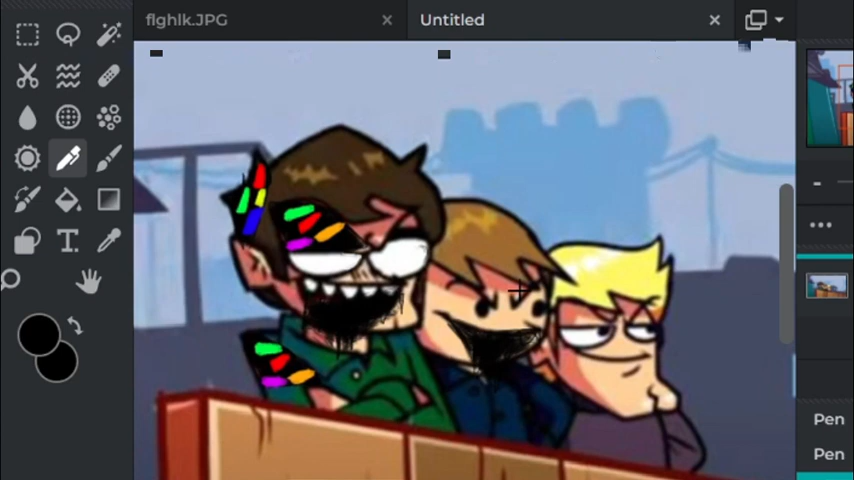 flghlk.JPG
Untitled
T.
Pen
Pen